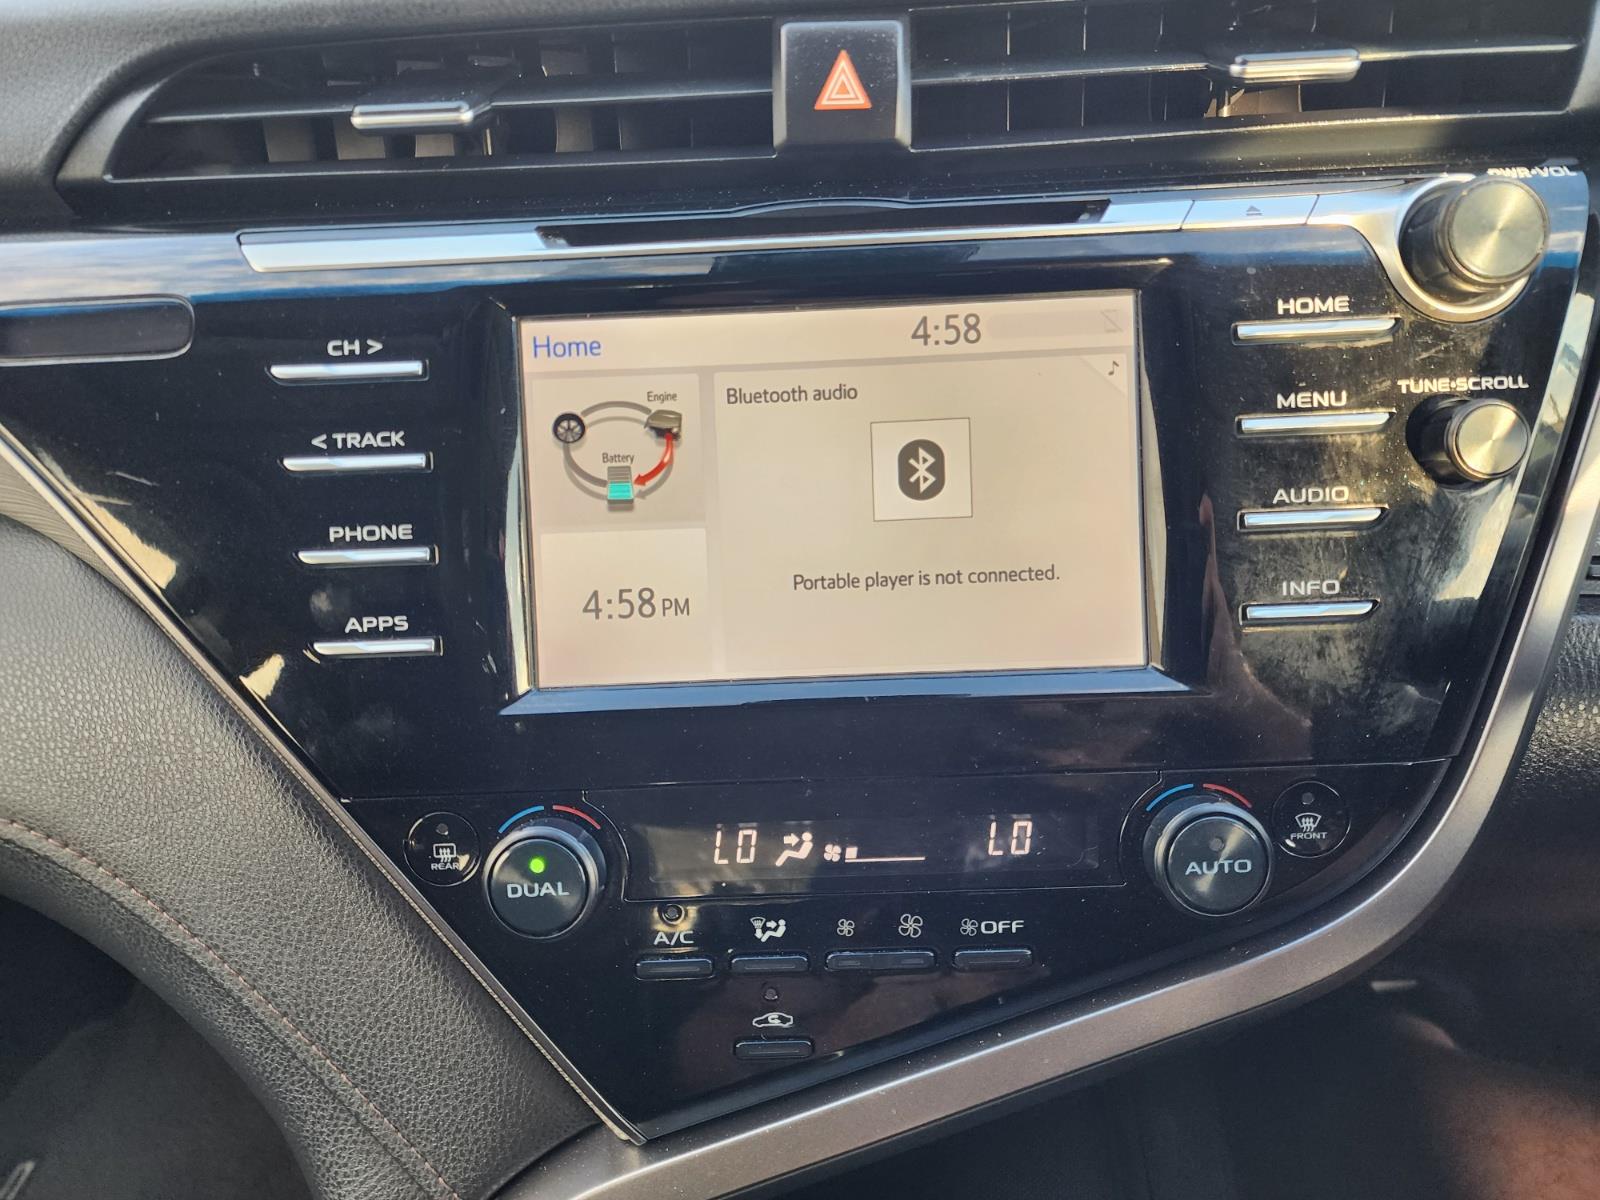 PWR•VOL
CH >
< TRACK
PHONE
APPS
Home
4:58
Engine
Battery
4:58 PM
Bluetooth audio
Portable player is not connected.
HOME
MENU
TUNE•SCROLL
AUDIO
INFO
REAR
DUAL
LO
LO
AUTO
FRONT
A/C
OFF